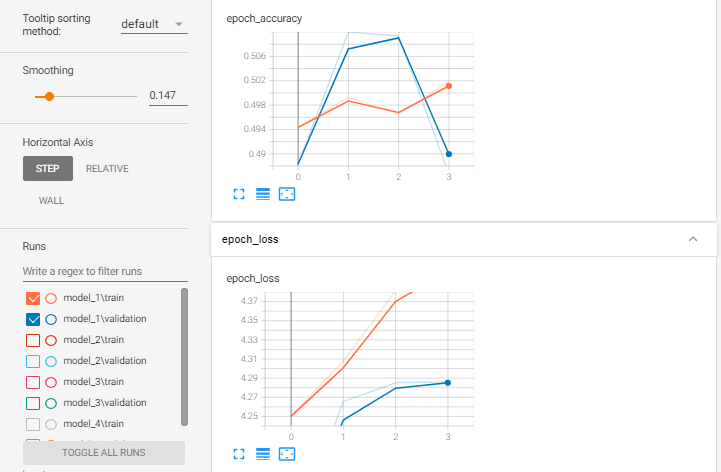 Tooltip sorting
method:
default
Smoothing
0.147
Horizontal Axis
STEP
RELATIVE
WALL
Runs
Write a regex to filter runs
model_1\train
model_1\validation
model_2\train
model_2\validation
model_3\train
model_3\validation
model_4\train
TOGGLE ALL RUNS
epoch_accuracy
0.506
0.502
0.498
0.494
0.49
0 1 2 3
epoch_loss
epoch_loss
4.37
4.35
4.33
4.31
4.29
4.27
4.25
0 1 2 3